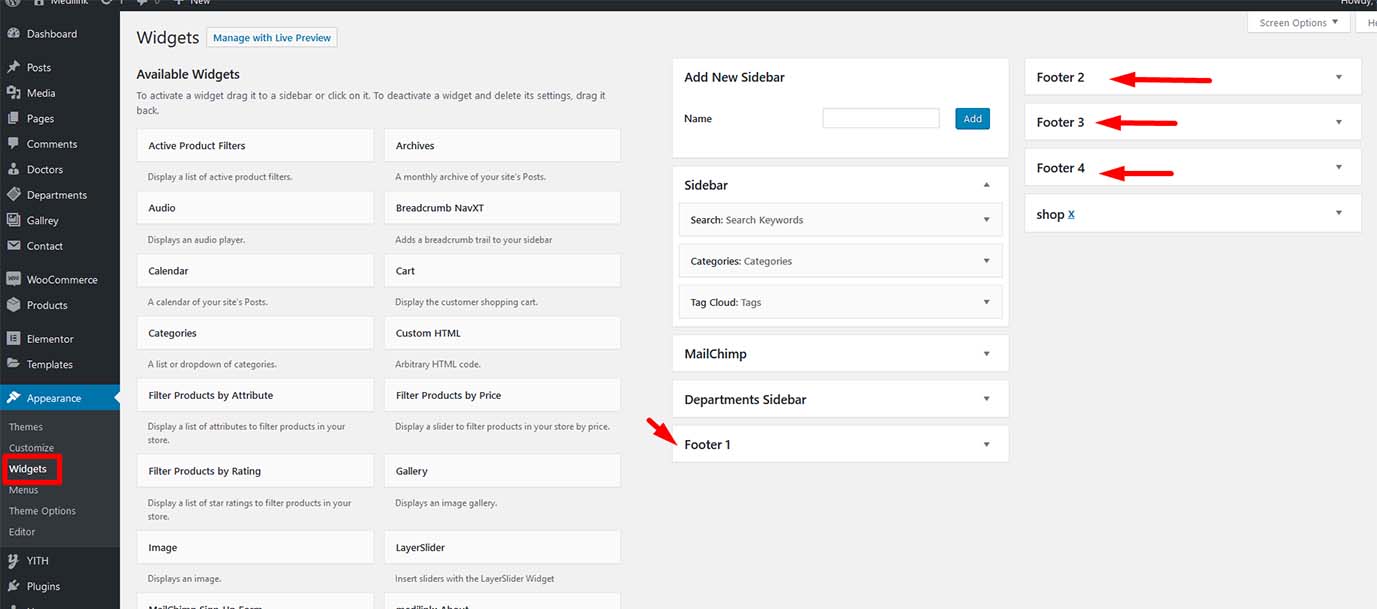 Medilink
New
Howdy,
Dashboard
Posts
Media
Pages
Comments
Doctors
Departments
Gallrey
Contact
WooCommerce
Products
Elementor
Templates
Appearance
Themes
Customize
Widgets
Menus
Theme Options
Editor
YITH
Plugins
Screen Options
Widgets Manage with Live Preview
Available Widgets
To activate a widget drag it to a sidebar or click on it. To deactivate a widget and delete its settings, drag it
back.
Active Product Filters
Display a list of active product filters.
Archives
A monthly archive of your site's Posts.
Audio
Displays an audio player.
Breadcrumb NavXT
Adds a breadcrumb trail to your sidebar
Calendar
A calendar of your site's Posts.
Cart
Display the customer shopping cart.
Categories
A list or dropdown of categories.
Custom HTML
Arbitrary HTML code.
Filter Products by Attribute
Display a list of attributes to filter products in your
store.
Filter Products by Price
Display a slider to filter products in your store by price.
Filter Products by Rating
Display a list of star ratings to filter products in your
store.
Gallery
Displays an image gallery.
Image
Displays an image.
LayerSlider
Insert sliders with the LayerSlider Widget
MailChimp Sign-Up Form
medilink: About
Add New Sidebar
Name
Add
Sidebar
Search: Search Keywords
Categories: Categories
Tag Cloud: Tags
MailChimp
Departments Sidebar
Footer 1
Footer 2
Footer 3
Footer 4
shop X